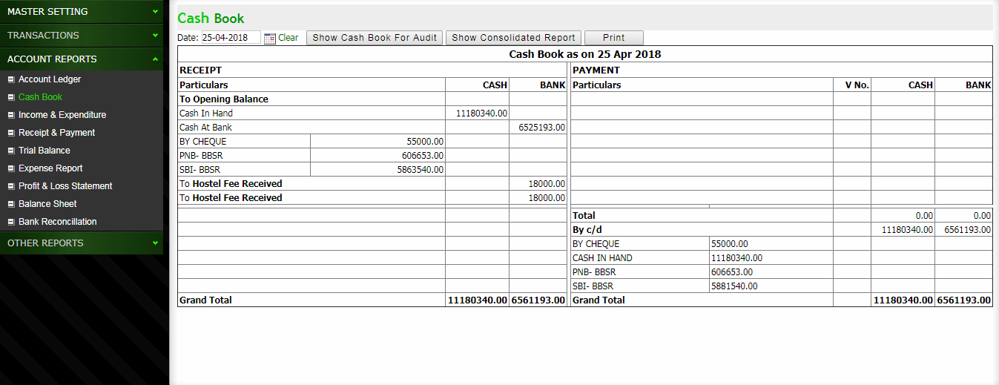 MASTER SETTING
TRANSACTIONS
ACCOUNT REPORTS
Account Ledger
Cash Book
Income & Expenditure
Receipt & Payment
Trial Balance
Expense Report
Profit & Loss Statement
Balance Sheet
Bank Reconcillation
OTHER REPORTS
Cash Book
Date: 25-04-2018 Clear Show Cash Book For Audit Show Consolidated Report Print
Cash Book as on 25 Apr 2018
RECEIPT
Particulars CASH BANK
To Opening Balance
Cash In Hand 11180340.00
Cash At Bank 6525193.00
BY CHEQUE 55000.00
PNB- BBSR 606653.00
SBI- BBSR 5863540.00
To Hostel Fee Received 18000.00
To Hostel Fee Received 18000.00
Grand Total 11180340.00 6561193.00
PAYMENT
Particulars V No. CASH BANK
Total 0.00 0.00
By c/d 11180340.00 6561193.00
BY CHEQUE 55000.00
CASH IN HAND 11180340.00
PNB- BBSR 606653.00
SBI- BBSR 5881540.00
Grand Total 11180340.00 6561193.00